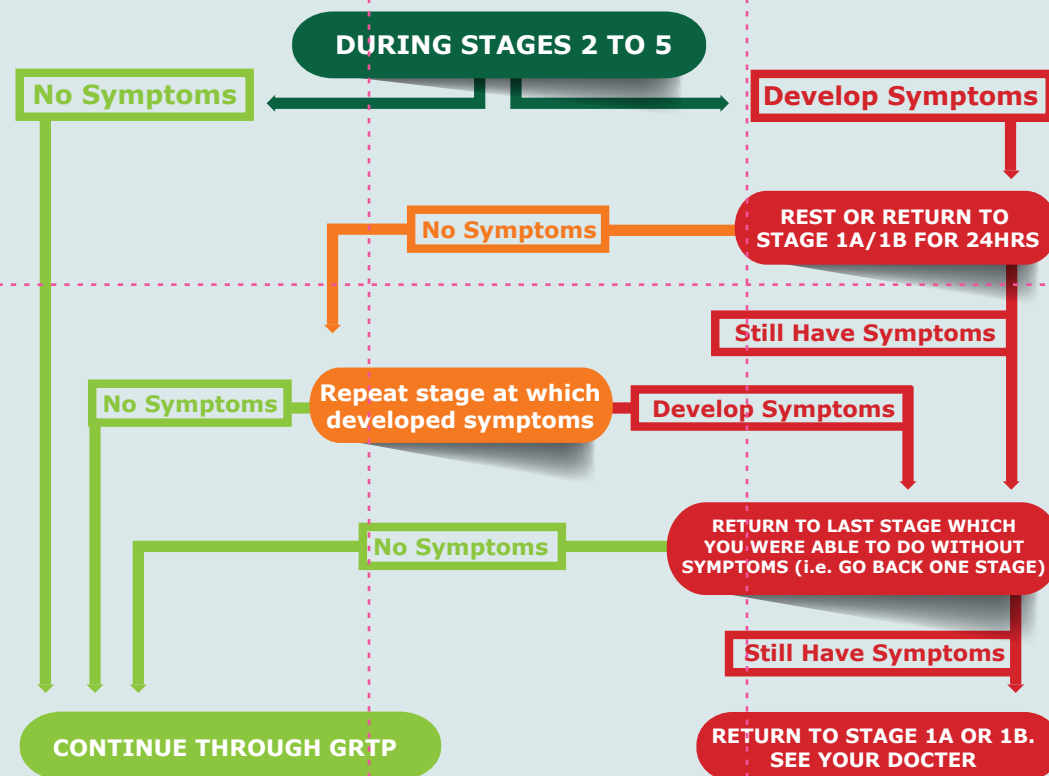 DURING STAGES 2 TO 5
No Symptoms
Develop Symptoms
REST OR RETURN TO
STAGE 1A/1B FOR 24HRS
No Symptoms
Still Have Symptoms
Repeat stage at which
developed symptoms
No Symptoms
Develop Symptoms
RETURN TO LAST STAGE WHICH
YOU WERE ABLE TO DO WITHOUT
SYMPTOMS (i.e. GO BACK ONE STAGE)
No Symptoms
Still Have Symptoms
CONTINUE THROUGH GRTP
RETURN TO STAGE 1A OR 1B.
SEE YOUR DOCTER